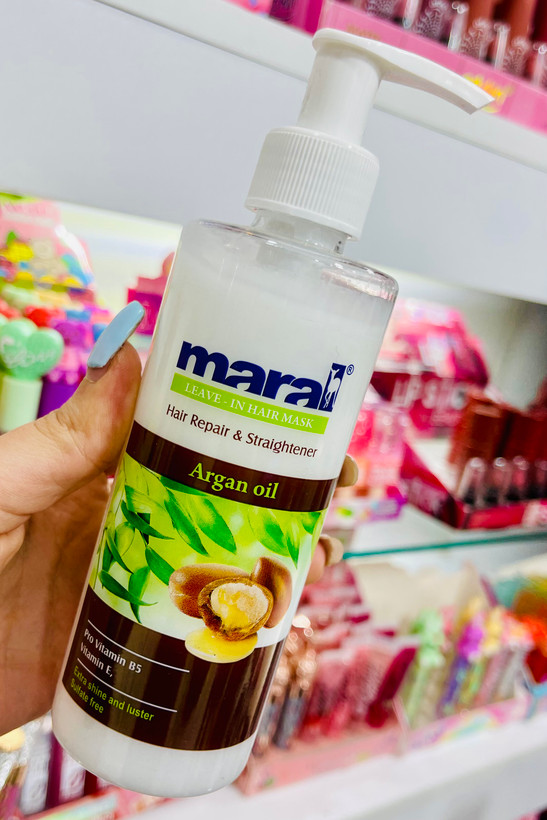 maral®
LEAVE - IN HAIR MASK
Hair Repair & Straightener
Argan oil
Pro Vitamin B5
Vitamin E,
Extra shine and luster
Sulfate free